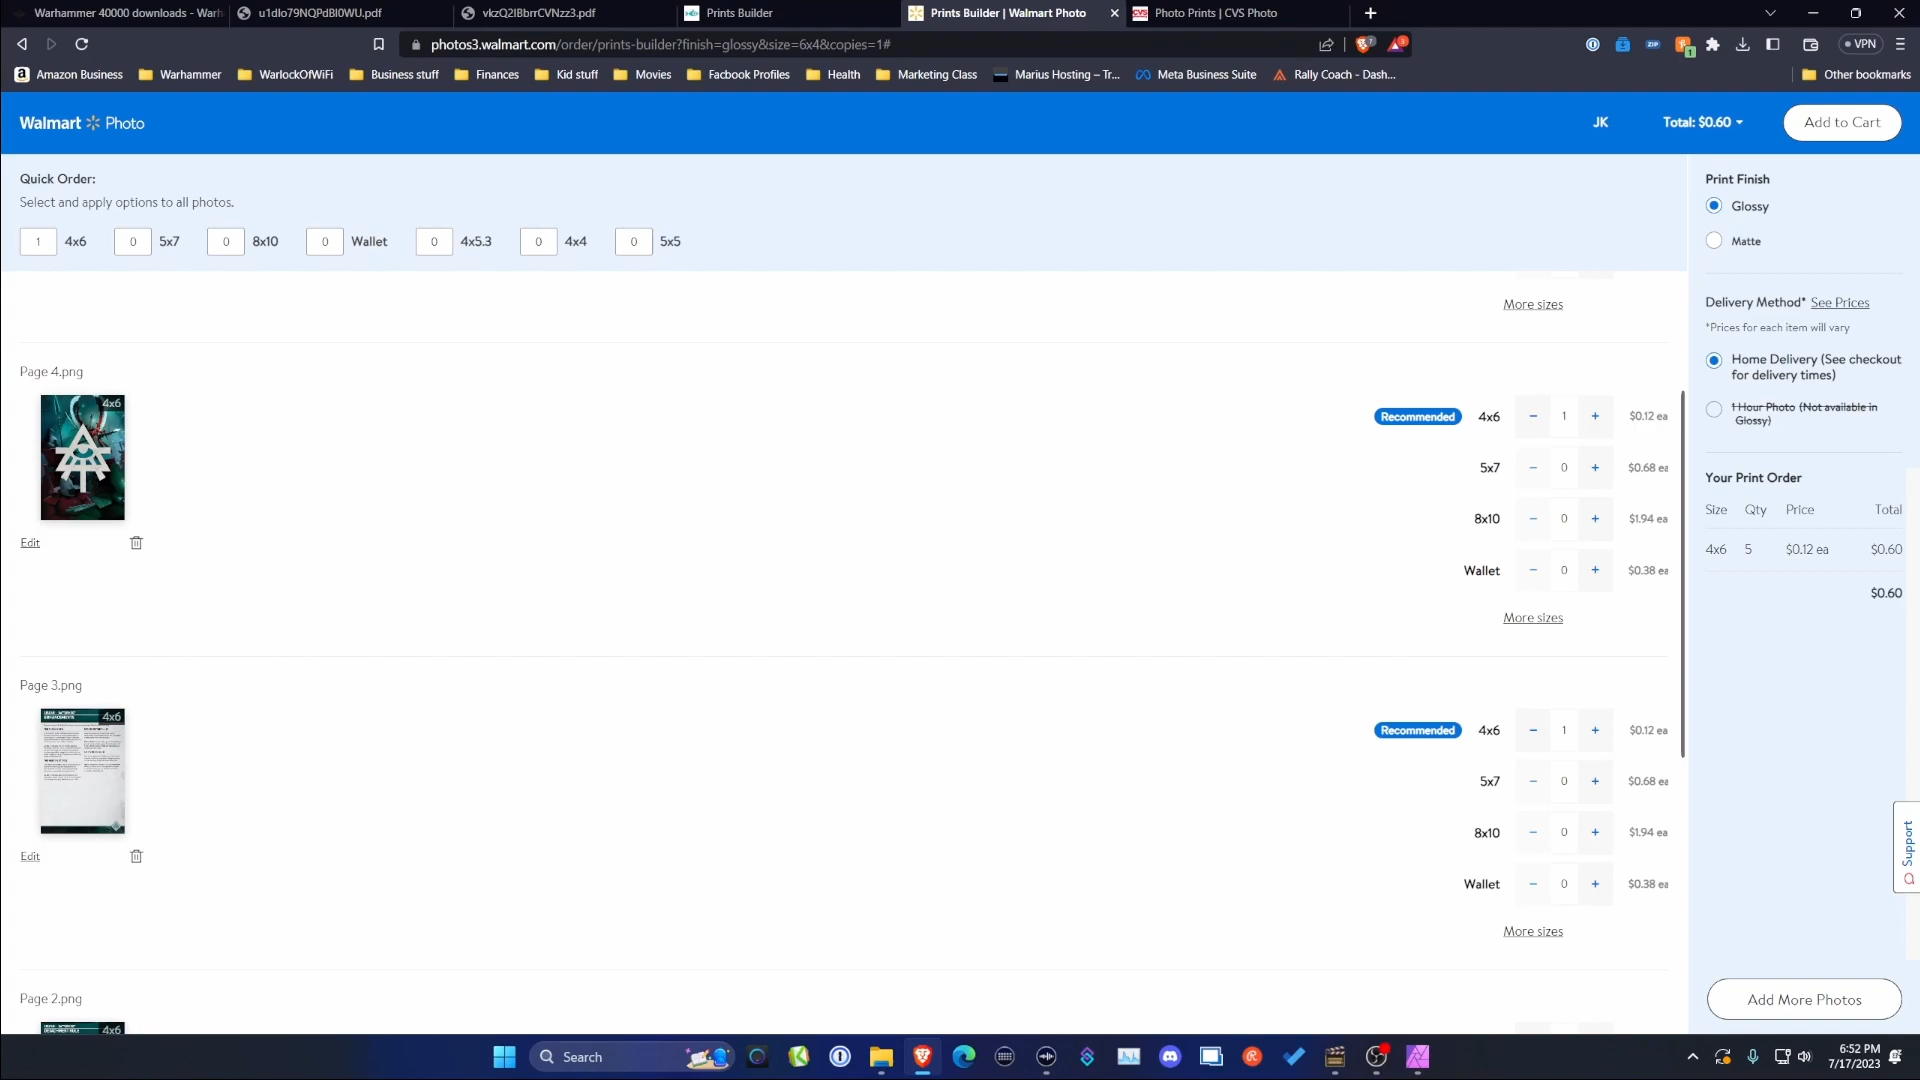 Warhammer 40000 downloads - Warh
u1dlo79NQPdBI0WU.pdf
vkzQ2IBbrrCVNzz3.pdf
Prints Builder
Prints Builder | Walmart Photo
CVS
Photo Prints | CVS Photo
photos3.walmart.com/order/prints-builder?finish=glossy&size=6x4&copies=1#
VPN
Amazon Business
Warhammer
WarlockOfWiFi
Business stuff
Finances
Kid stuff
Movies
Facbook Profiles
Health
Marketing Class
Marius Hosting – Tr...
Meta Business Suite
Rally Coach - Dash...
Other bookmarks
Walmart Photo
JK
Total: $0.60
Add to Cart
Quick Order:
Select and apply options to all photos.
1 4x6 0 5x7 0 8x10 0 Wallet 0 4x5.3 0 4x4 0 5x5
More sizes
Page 4.png
4x6
Edit
Recommended 4x6 − 1 + $0.12 ea
5x7 − 0 + $0.68 ea
8x10 − 0 + $1.94 ea
Wallet − 0 + $0.38 ea
More sizes
Page 3.png
4x6
Edit
Recommended 4x6 − 1 + $0.12 ea
5x7 − 0 + $0.68 ea
8x10 − 0 + $1.94 ea
Wallet − 0 + $0.38 ea
More sizes
Page 2.png
4x6
Print Finish
Glossy
Matte
Delivery Method* See Prices
*Prices for each item will vary
Home Delivery (See checkout
for delivery times)
1 Hour Photo (Not available in
Glossy)
Your Print Order
Size Qty Price Total
4x6 5 $0.12 ea $0.60
$0.60
Support
Add More Photos
Search
6:52 PM
7/17/2023